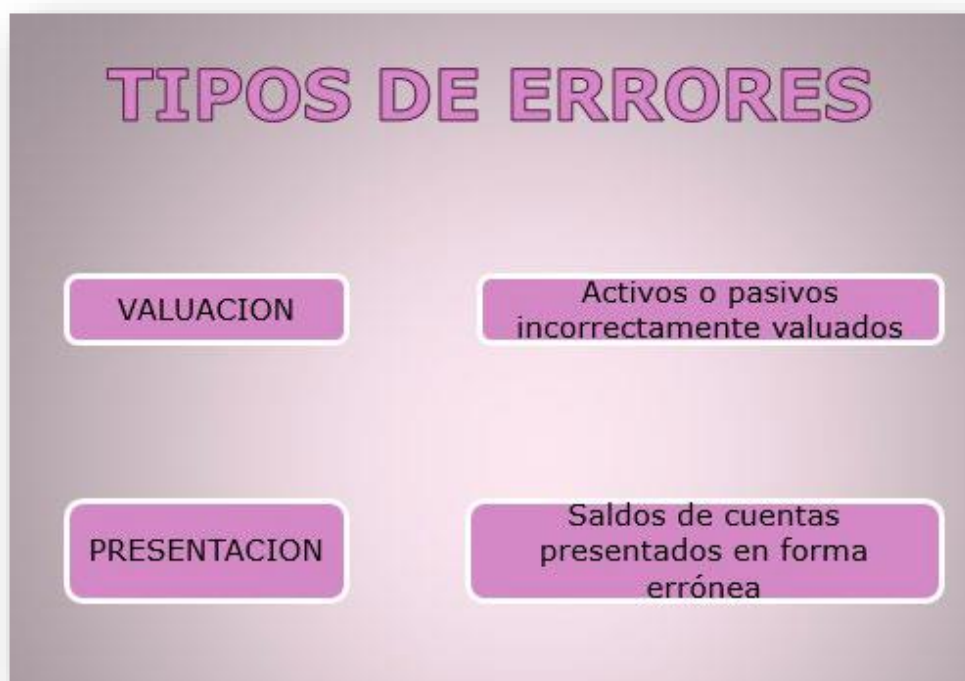 TIPOS DE ERRORES
VALUACION
Activos o pasivos
incorrectamente valuados
PRESENTACION
Saldos de cuentas
presentados en forma
errónea